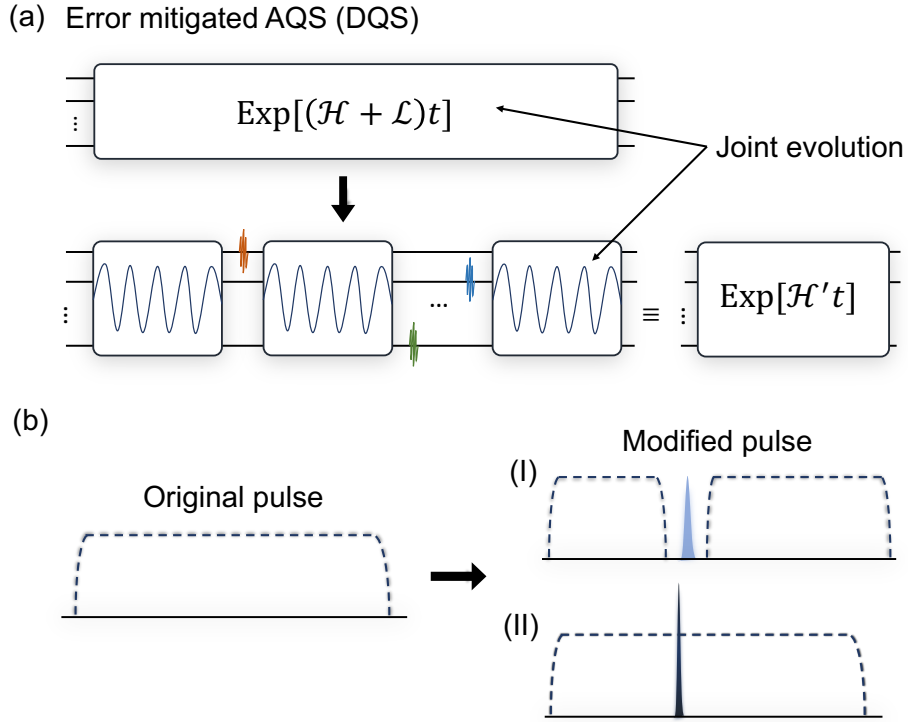 (a) Error mitigated AQS (DQS)
Exp[(ℋ + ℒ)t]
⋮
Joint evolution
⋮
...
≡
⋮
Exp[ℋ′t]
(b)
Modified pulse
(I)
Original pulse
(II)